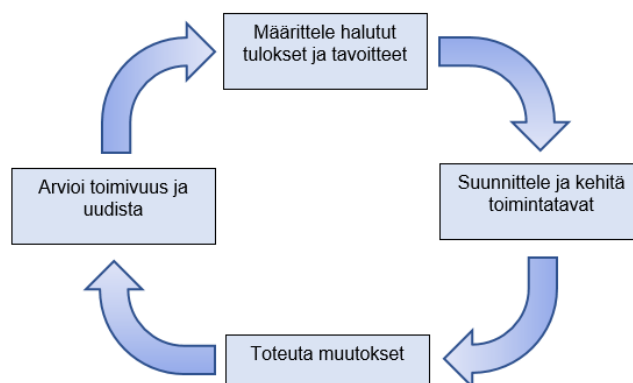 Määrittele halutut
tulokset ja tavoitteet
Suunnittele ja kehitä
toimintatavat
Toteuta muutokset
Arvioi toimivuus ja
uudista